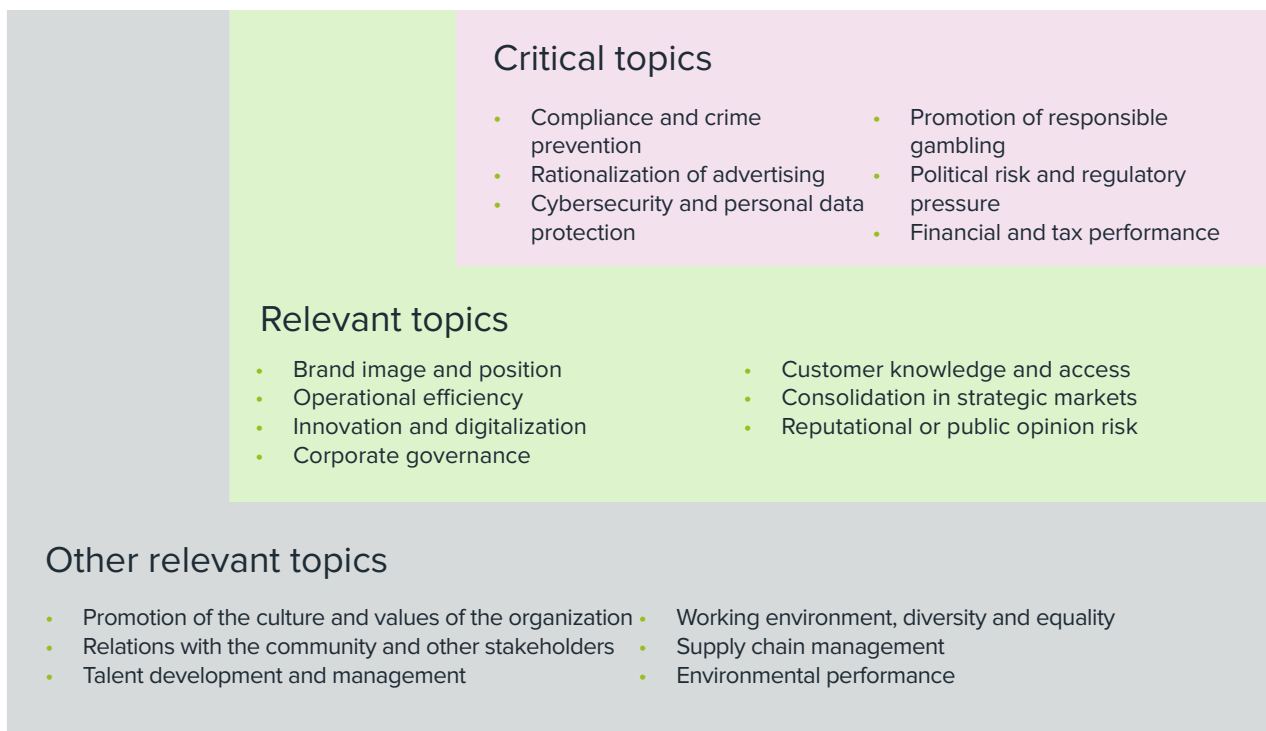 Critical topics
• Compliance and crime
prevention
• Rationalization of advertising
• Cybersecurity and personal data
protection
• Promotion of responsible
gambling
• Political risk and regulatory
pressure
• Financial and tax performance
Relevant topics
• Brand image and position
• Operational efficiency
• Innovation and digitalization
• Corporate governance
• Customer knowledge and access
• Consolidation in strategic markets
• Reputational or public opinion risk
Other relevant topics
• Promotion of the culture and values of the organization
• Relations with the community and other stakeholders
• Talent development and management
• Working environment, diversity and equality
• Supply chain management
• Environmental performance